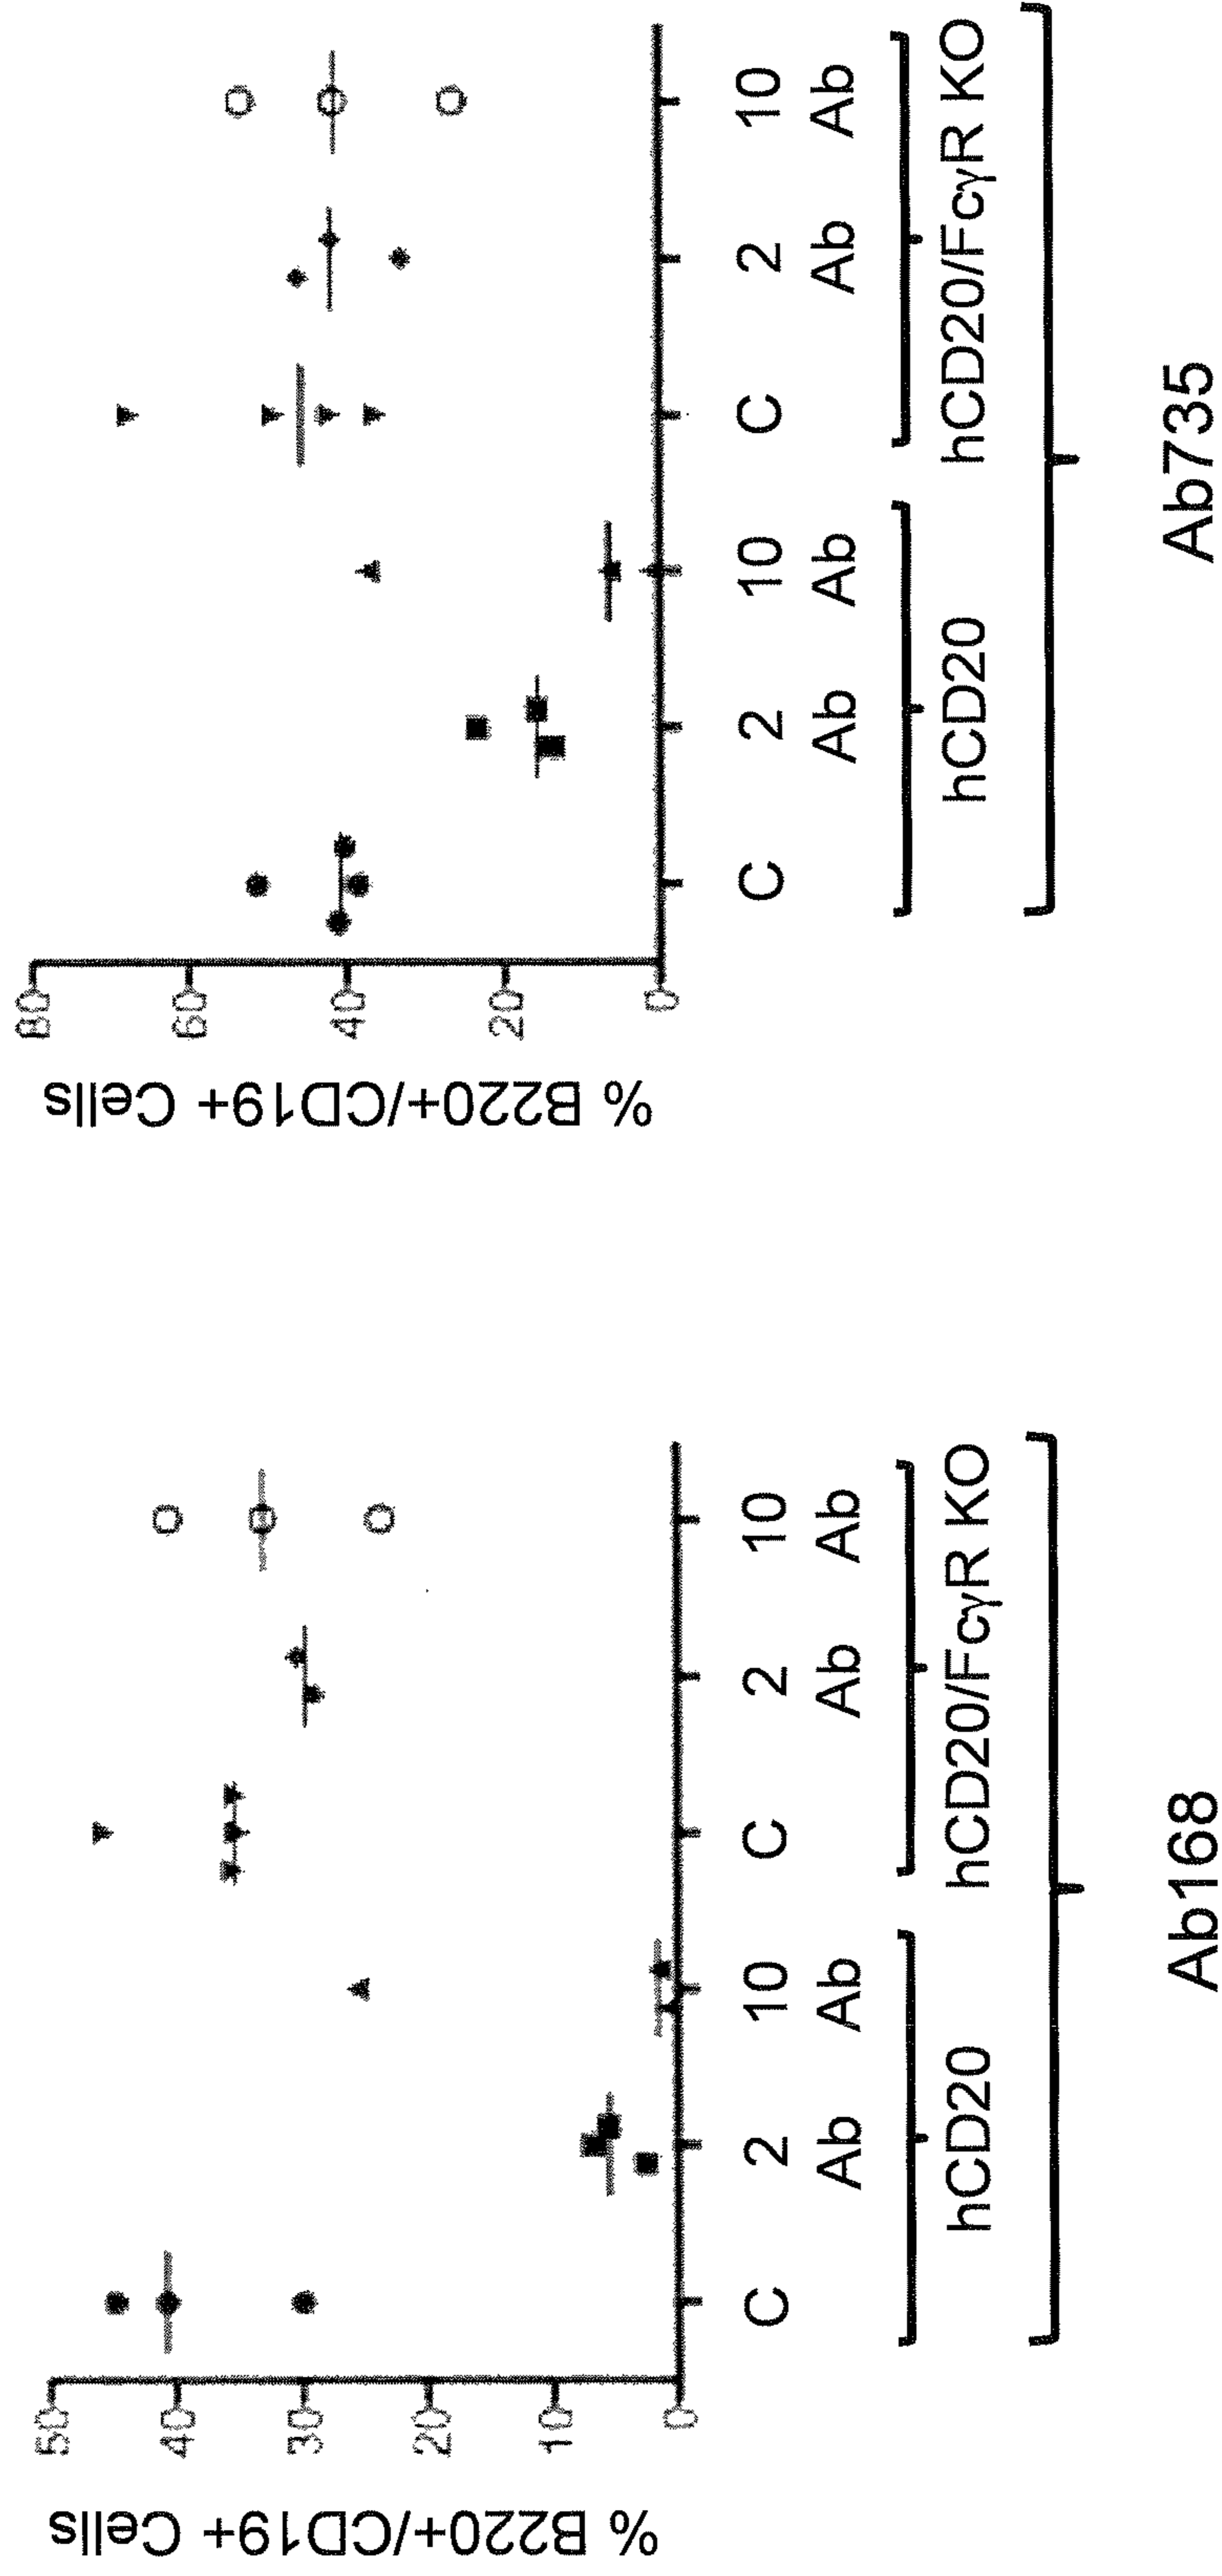 % B220+/CD19+ Cells
50
40
30
20
10
0
C 2 10 C 2 10
Ab Ab Ab Ab
hCD20 hCD20/FcγR KO
Ab168
% B220+/CD19+ Cells
80
60
40
20
0
C 2 10 C 2 10
Ab Ab Ab Ab
hCD20 hCD20/FcγR KO
Ab735